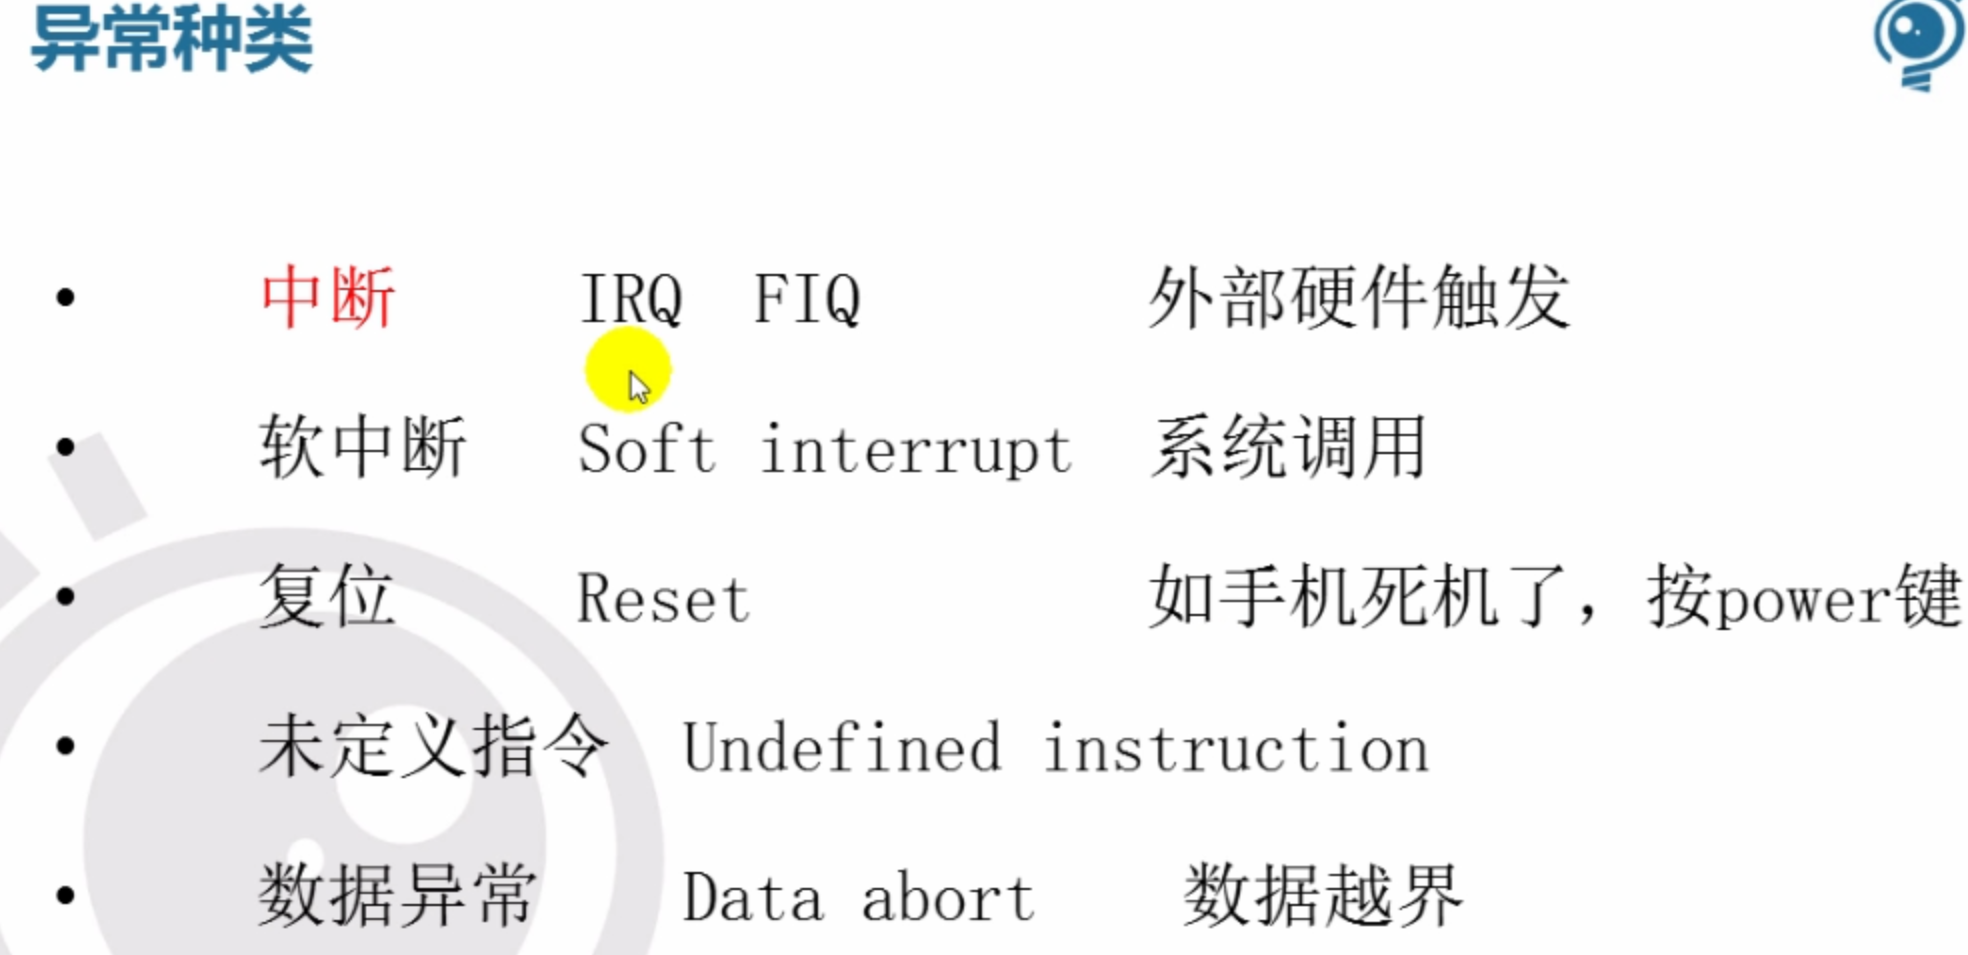 异常种类
• 中断 IRQ FIQ 外部硬件触发
• 软中断 Soft interrupt 系统调用
• 复位 Reset 如手机死机了，按power键
• 未定义指令 Undefined instruction
• 数据异常 Data abort 数据越界